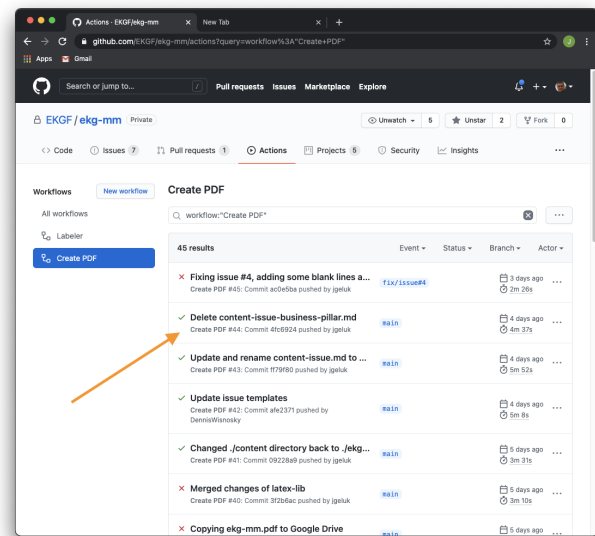 Actions · EKGF/ekg-mm
New Tab
github.com/EKGF/ekg-mm/actions?query=workflow%3A"Create+PDF"
Apps Gmail
Search or jump to... / Pull requests Issues Marketplace Explore
EKGF / ekg-mm Private
Unwatch 5 Unstar 2 Fork 0
Code Issues 7 Pull requests 1 Actions Projects 5 Security Insights ...
Workflows New workflow
All workflows
Labeler
Create PDF
Create PDF
workflow:"Create PDF"
45 results Event Status Branch Actor
Fixing issue #4, adding some blank lines a... fix/issue#4 3 days ago
Create PDF #45: Commit ac0e5ba pushed by jgeluk 2m 26s
Delete content-issue-business-pillar.md main 4 days ago
Create PDF #44: Commit 4fc6924 pushed by jgeluk 4m 37s
Update and rename content-issue.md to ... main 4 days ago
Create PDF #43: Commit ff79f80 pushed by jgeluk 5m 52s
Update issue templates main 4 days ago
Create PDF #42: Commit afe2371 pushed by 5m 8s
DennisWisnosky
Changed ./content directory back to ./ekg... main 5 days ago
Create PDF #41: Commit 09228a9 pushed by jgeluk 3m 31s
Merged changes of latex-lib main 5 days ago
Create PDF #40: Commit 3f2b6ac pushed by jgeluk 3m 10s
Copying ekg-mm.pdf to Google Drive main 5 days ago